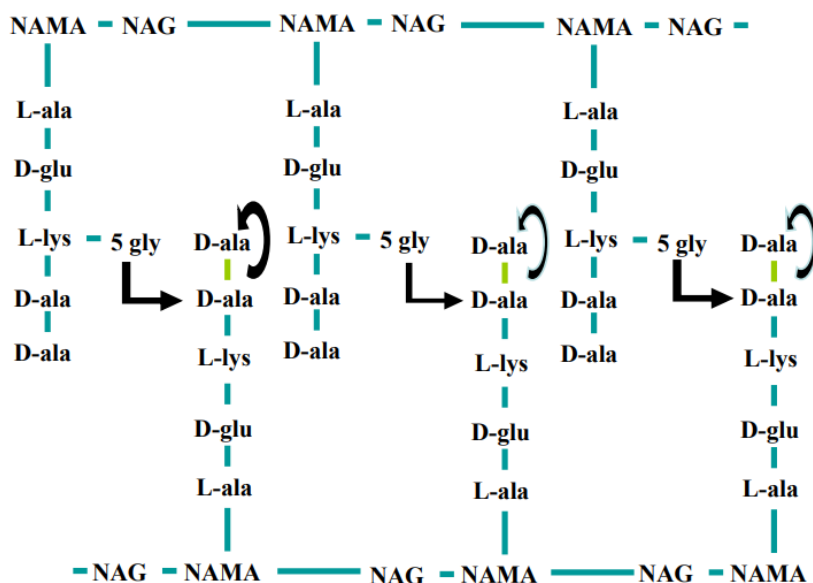 NAMA NAG NAMA NAG NAMA NAG
L-ala L-ala L-ala
D-glu D-glu D-glu
L-lys 5 gly D-ala L-lys 5 gly D-ala L-lys 5 gly D-ala
D-ala D-ala D-ala D-ala D-ala D-ala
D-ala L-lys D-ala L-lys D-ala L-lys
D-glu D-glu D-glu
L-ala L-ala L-ala
NAG NAMA NAG NAMA NAG NAMA